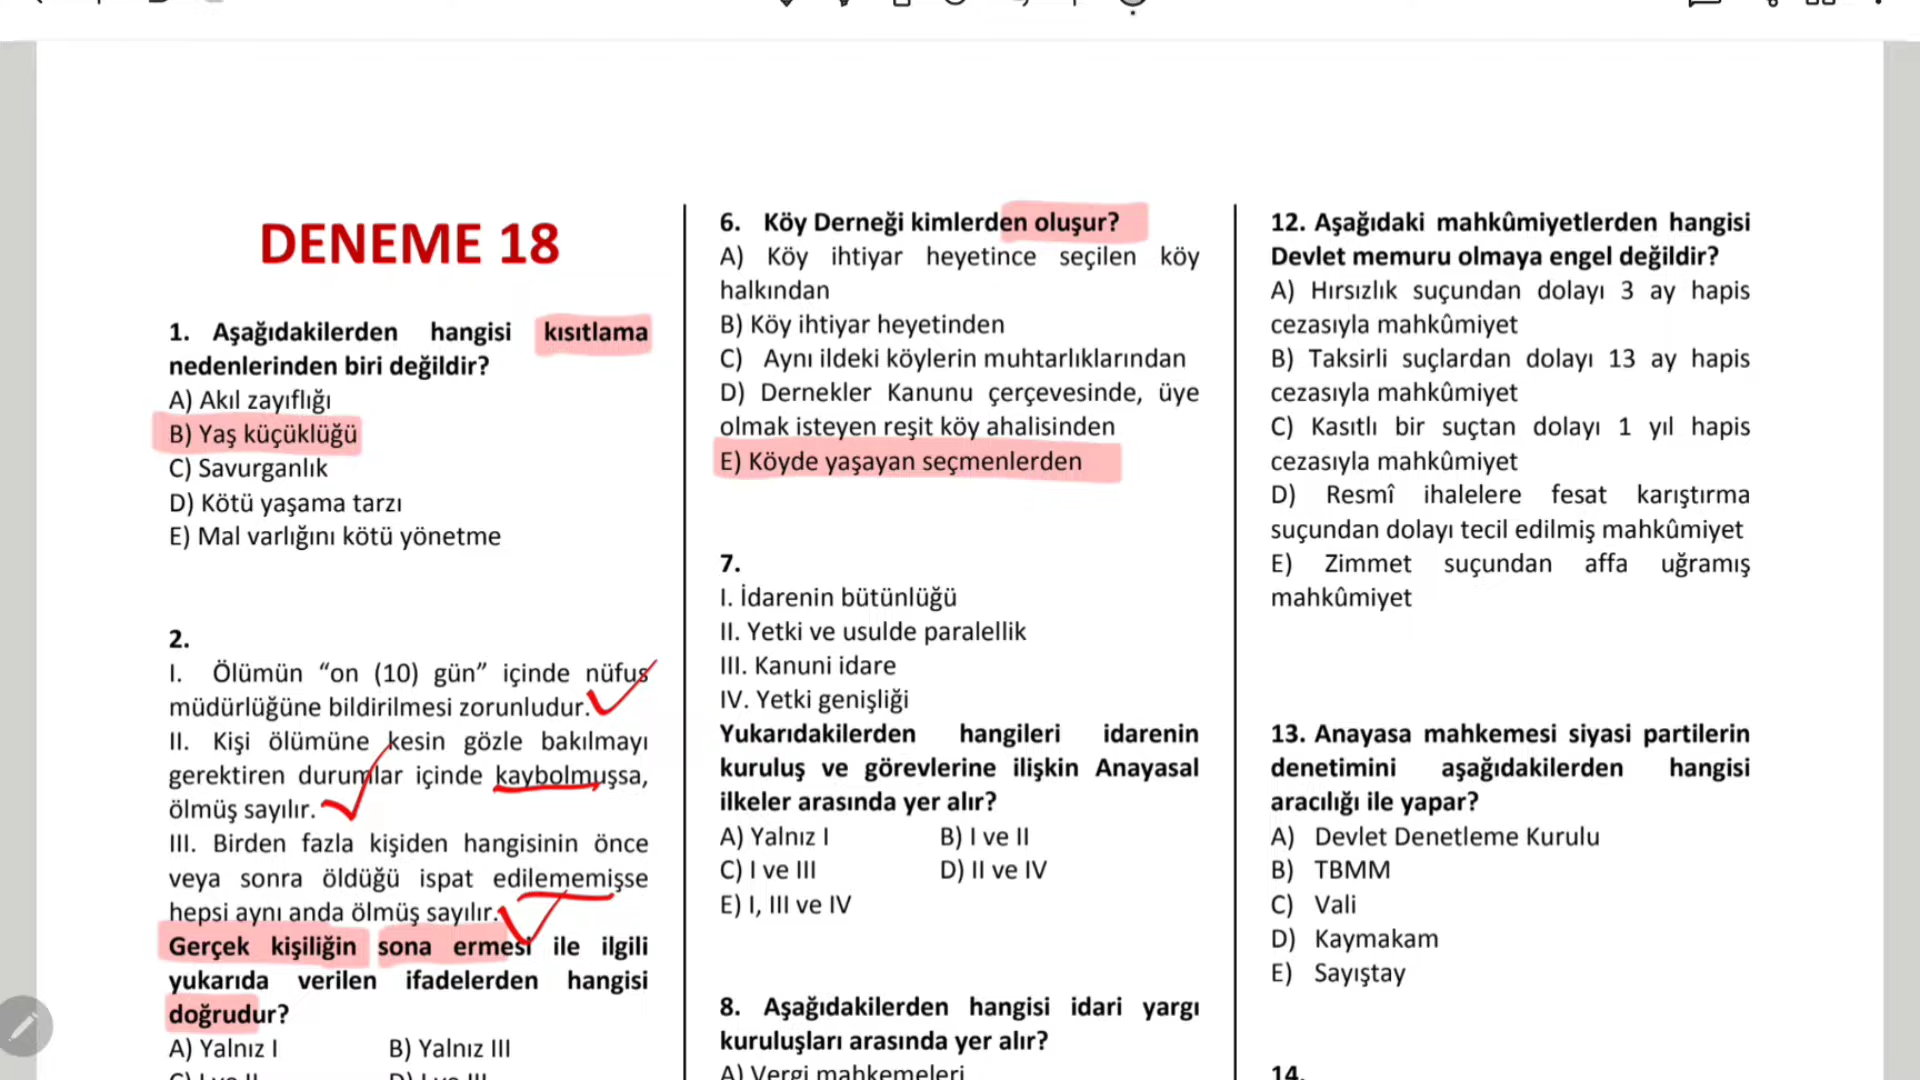 DENEME 18
1. Aşağıdakilerden hangisi kısıtlama
nedenlerinden biri değildir?
A) Akıl zayıflığı
B) Yaş küçüklüğü
C) Savurganlık
D) Kötü yaşama tarzı
E) Mal varlığını kötü yönetme
2.
I. Ölümün “on (10) gün” içinde nüfus
müdürlüğüne bildirilmesi zorunludur.
II. Kişi ölümüne kesin gözle bakılmayı
gerektiren durumlar içinde kaybolmuşsa,
ölmüş sayılır.
III. Birden fazla kişiden hangisinin önce
veya sonra öldüğü ispat edilememişse
hepsi aynı anda ölmüş sayılır.
Gerçek kişiliğin sona ermesi ile ilgili
yukarıda verilen ifadelerden hangisi
doğrudur?
A) Yalnız I B) Yalnız III
C) I ve II D) I ve III
6. Köy Derneği kimlerden oluşur?
A) Köy ihtiyar heyetince seçilen köy
halkından
B) Köy ihtiyar heyetinden
C) Aynı ildeki köylerin muhtarlıklarından
D) Dernekler Kanunu çerçevesinde, üye
olmak isteyen reşit köy ahalisinden
E) Köyde yaşayan seçmenlerden
7.
I. İdarenin bütünlüğü
II. Yetki ve usulde paralellik
III. Kanuni idare
IV. Yetki genişliği
Yukarıdakilerden hangileri idarenin
kuruluş ve görevlerine ilişkin Anayasal
ilkeler arasında yer alır?
A) Yalnız I B) I ve II
C) I ve III D) II ve IV
E) I, III ve IV
8. Aşağıdakilerden hangisi idari yargı
kuruluşları arasında yer alır?
A) Vergi mahkemeleri
12. Aşağıdaki mahkûmiyetlerden hangisi
Devlet memuru olmaya engel değildir?
A) Hırsızlık suçundan dolayı 3 ay hapis
cezasıyla mahkûmiyet
B) Taksirli suçlardan dolayı 13 ay hapis
cezasıyla mahkûmiyet
C) Kasıtlı bir suçtan dolayı 1 yıl hapis
cezasıyla mahkûmiyet
D) Resmî ihalelere fesat karıştırma
suçundan dolayı tecil edilmiş mahkûmiyet
E) Zimmet suçundan affa uğramış
mahkûmiyet
13. Anayasa mahkemesi siyasi partilerin
denetimini aşağıdakilerden hangisi
aracılığı ile yapar?
A) Devlet Denetleme Kurulu
B) TBMM
C) Vali
D) Kaymakam
E) Sayıştay
14.